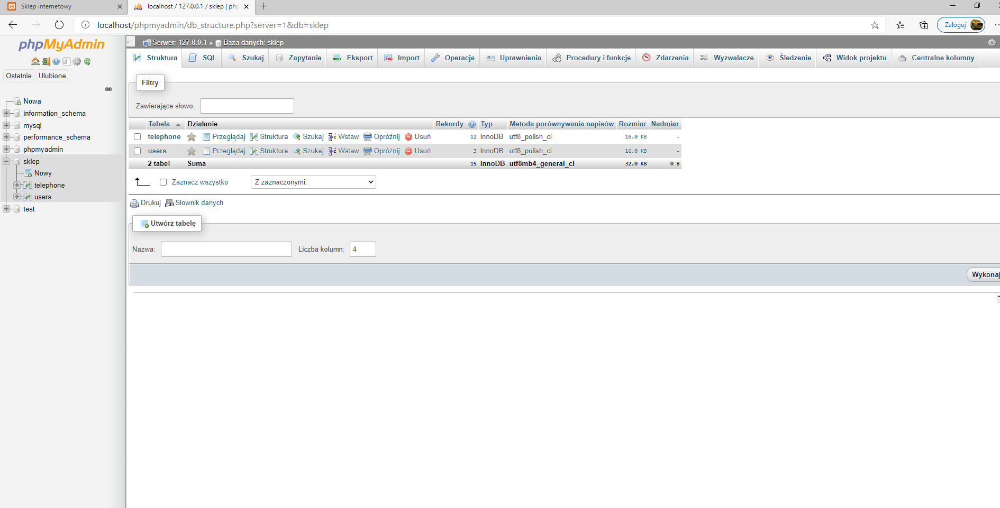 Sklep internetowy
localhost / 127.0.0.1 / sklep | php
localhost/phpmyadmin/db_structure.php?server=1&db=sklep
Zaloguj
phpMyAdmin
Ostatnie Ulubione
Nowa
information_schema
mysql
performance_schema
phpmyadmin
sklep
Nowy
telephone
users
test
Serwer: 127.0.0.1 » Baza danych: sklep
Struktura SQL Szukaj Zapytanie Eksport Import Operacje Uprawnienia Procedury i funkcje Zdarzenia Wyzwalacze Śledzenie Widok projektu Centralne kolumny
Filtry
Zawierające słowo:
Tabela Działanie Rekordy Typ Metoda porównywania napisów Rozmiar Nadmiar
telephone Przeglądaj Struktura Szukaj Wstaw Opróżnij Usuń 12 InnoDB utf8_polish_ci 16.0 KB -
users Przeglądaj Struktura Szukaj Wstaw Opróżnij Usuń 3 InnoDB utf8_polish_ci 16.0 KB -
2 tabel Suma 15 InnoDB utf8mb4_general_ci 32.0 KB 0 B
Zaznacz wszystko Z zaznaczonymi:
Drukuj Słownik danych
Utwórz tabelę
Nazwa: Liczba kolumn: 4
Wykonaj